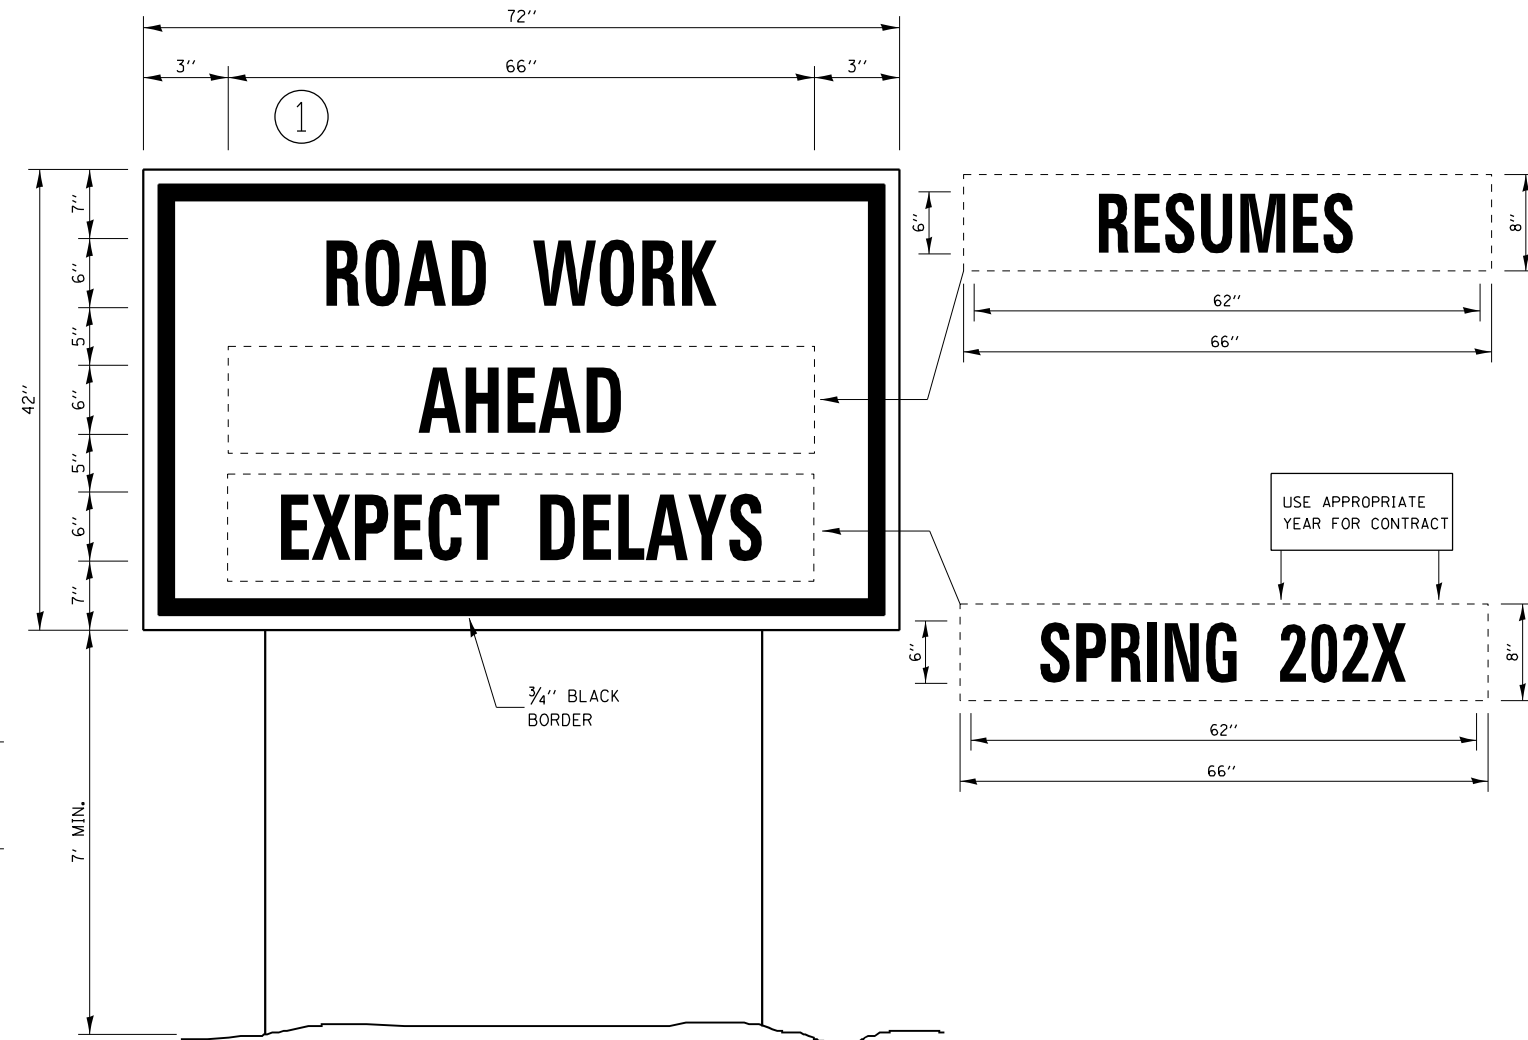 72''
3'' 66'' 3''
1
42''
7''
6''
5''
6''
5''
6''
7''
7' MIN.
ROAD WORK
AHEAD
EXPECT DELAYS
3/4'' BLACK
BORDER
6''
RESUMES
8''
62''
66''
USE APPROPRIATE
YEAR FOR CONTRACT
6''
SPRING 202X
8''
62''
66''